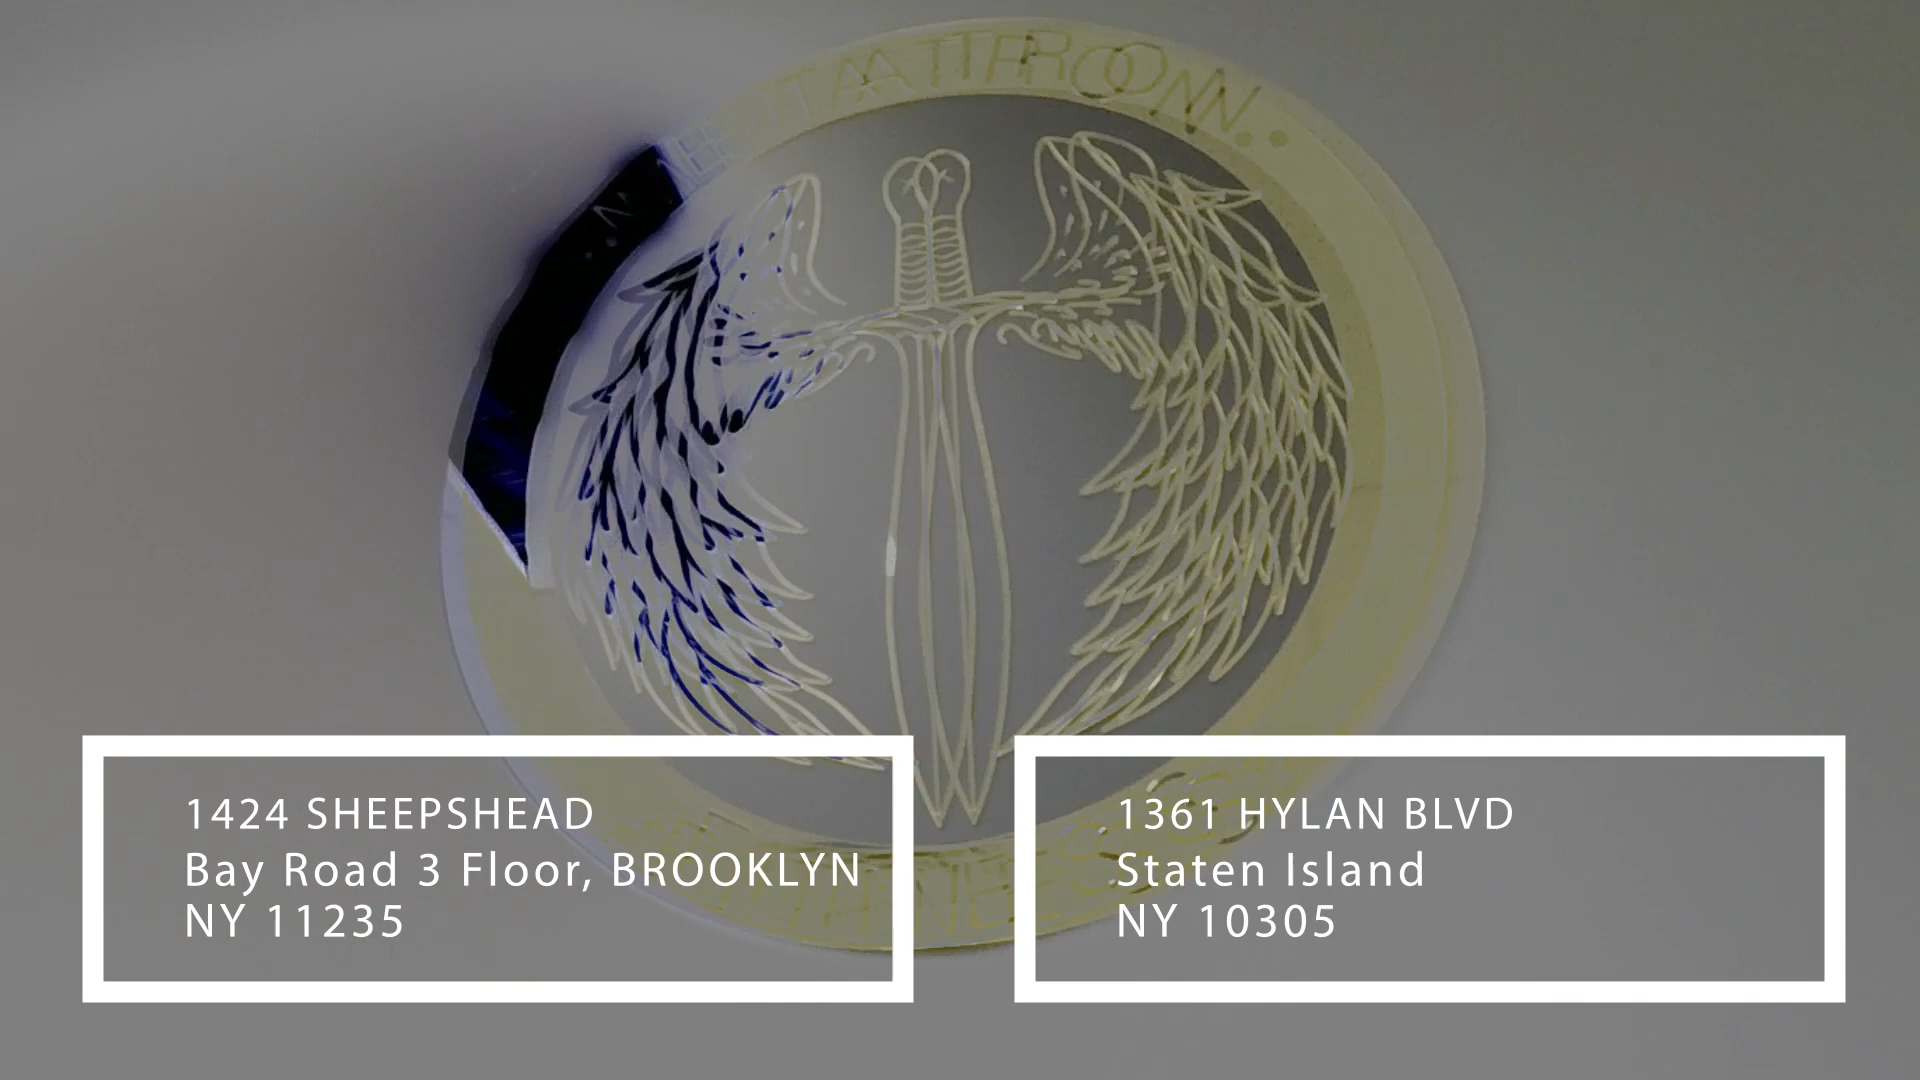 1424 SHEEPSHEAD
Bay Road 3 Floor, BROOKLYN
NY 11235
1361 HYLAN BLVD
Staten Island
NY 10305